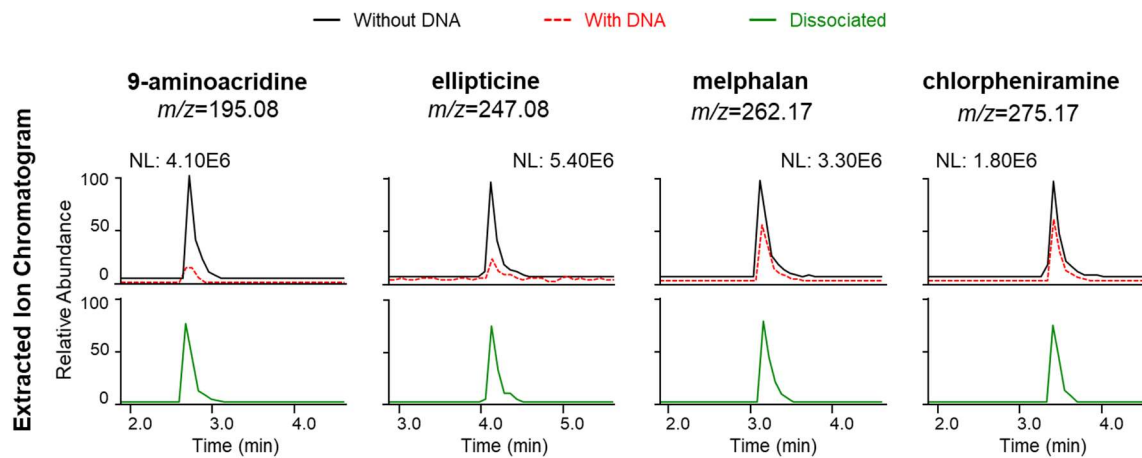 Without DNA With DNA Dissociated
9-aminoacridine ellipticine melphalan chlorpheniramine
m/z=195.08 m/z=247.08 m/z=262.17 m/z=275.17
NL: 4.10E6 NL: 5.40E6 NL: 3.30E6 NL: 1.80E6
Extracted Ion Chromatogram
Relative Abundance
100
50
0
100
50
0
2.0 3.0 4.0 3.0 4.0 5.0 2.0 3.0 4.0 2.0 3.0 4.0
Time (min) Time (min) Time (min) Time (min)